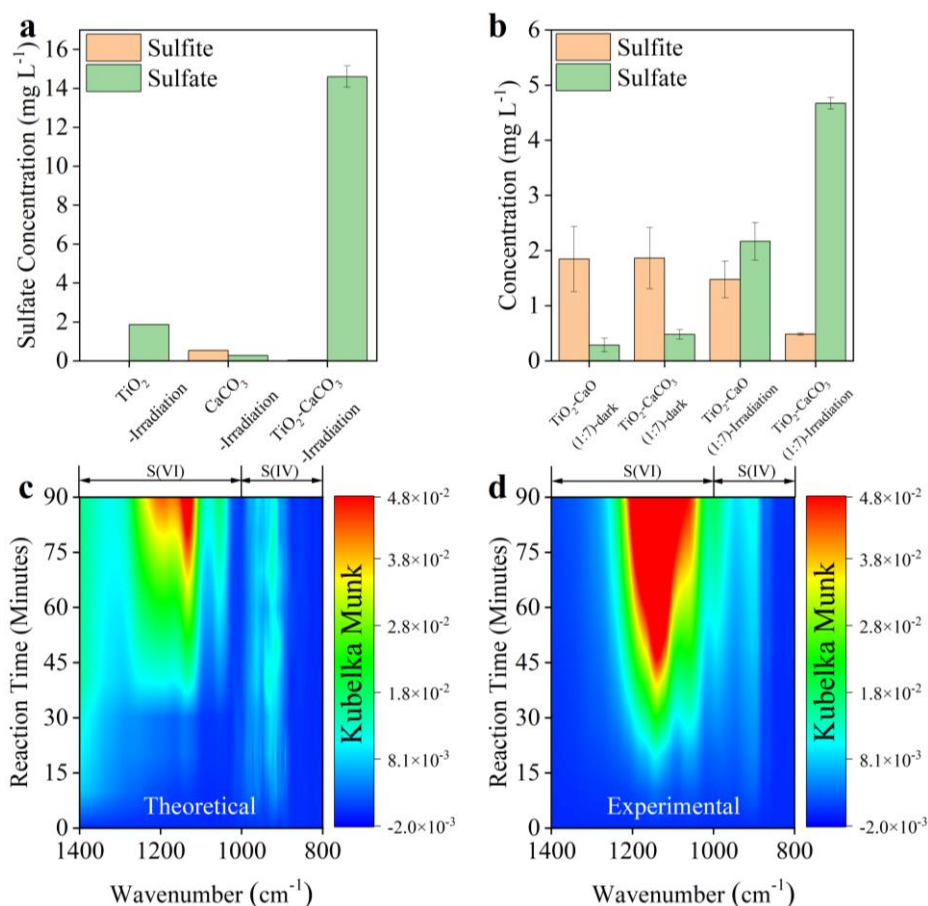 a
Sulfite
Sulfate
Sulfate Concentration (mg L⁻¹)
16
14
12
10
8
6
4
2
0
TiO₂
-Irradiation
CaCO₃
-Irradiation
TiO₂-CaCO₃
-Irradiation
b
Sulfite
Sulfate
Concentration (mg L⁻¹)
6
5
4
3
2
1
0
TiO₂-CaO
(1:7)-dark
TiO₂-CaCO₃
(1:7)-dark
TiO₂-CaO
(1:7)-Irradiation
TiO₂-CaCO₃
(1:7)-Irradiation
c
S(VI)
S(IV)
Reaction Time (Minutes)
90
75
60
45
30
15
0
Theoretical
1400
1200
1000
800
Wavenumber (cm⁻¹)
Kubelka Munk
4.8×10⁻²
3.8×10⁻²
2.8×10⁻²
1.8×10⁻²
8.1×10⁻³
-2.0×10⁻³
d
S(VI)
S(IV)
Reaction Time (Minutes)
90
75
60
45
30
15
0
Experimental
1400
1200
1000
800
Wavenumber (cm⁻¹)
Kubelka Munk
4.8×10⁻²
3.8×10⁻²
2.8×10⁻²
1.8×10⁻²
8.1×10⁻³
-2.0×10⁻³